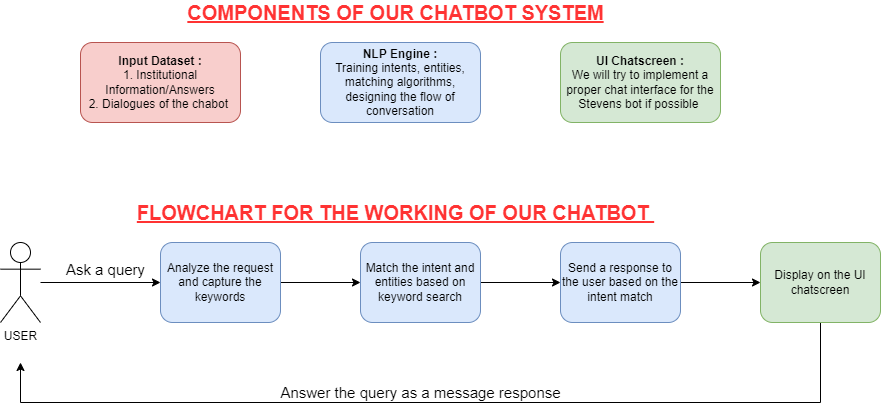 COMPONENTS OF OUR CHATBOT SYSTEM
Input Dataset :
1. Institutional
Information/Answers
2. Dialogues of the chabot
NLP Engine :
Training intents, entities,
matching algorithms,
designing the flow of
conversation
UI Chatscreen :
We will try to implement a
proper chat interface for the
Stevens bot if possible
FLOWCHART FOR THE WORKING OF OUR CHATBOT
USER
Ask a query
Analyze the request
and capture the
keywords
Match the intent and
entities based on
keyword search
Send a response to
the user based on the
intent match
Display on the UI
chatscreen
Answer the query as a message response